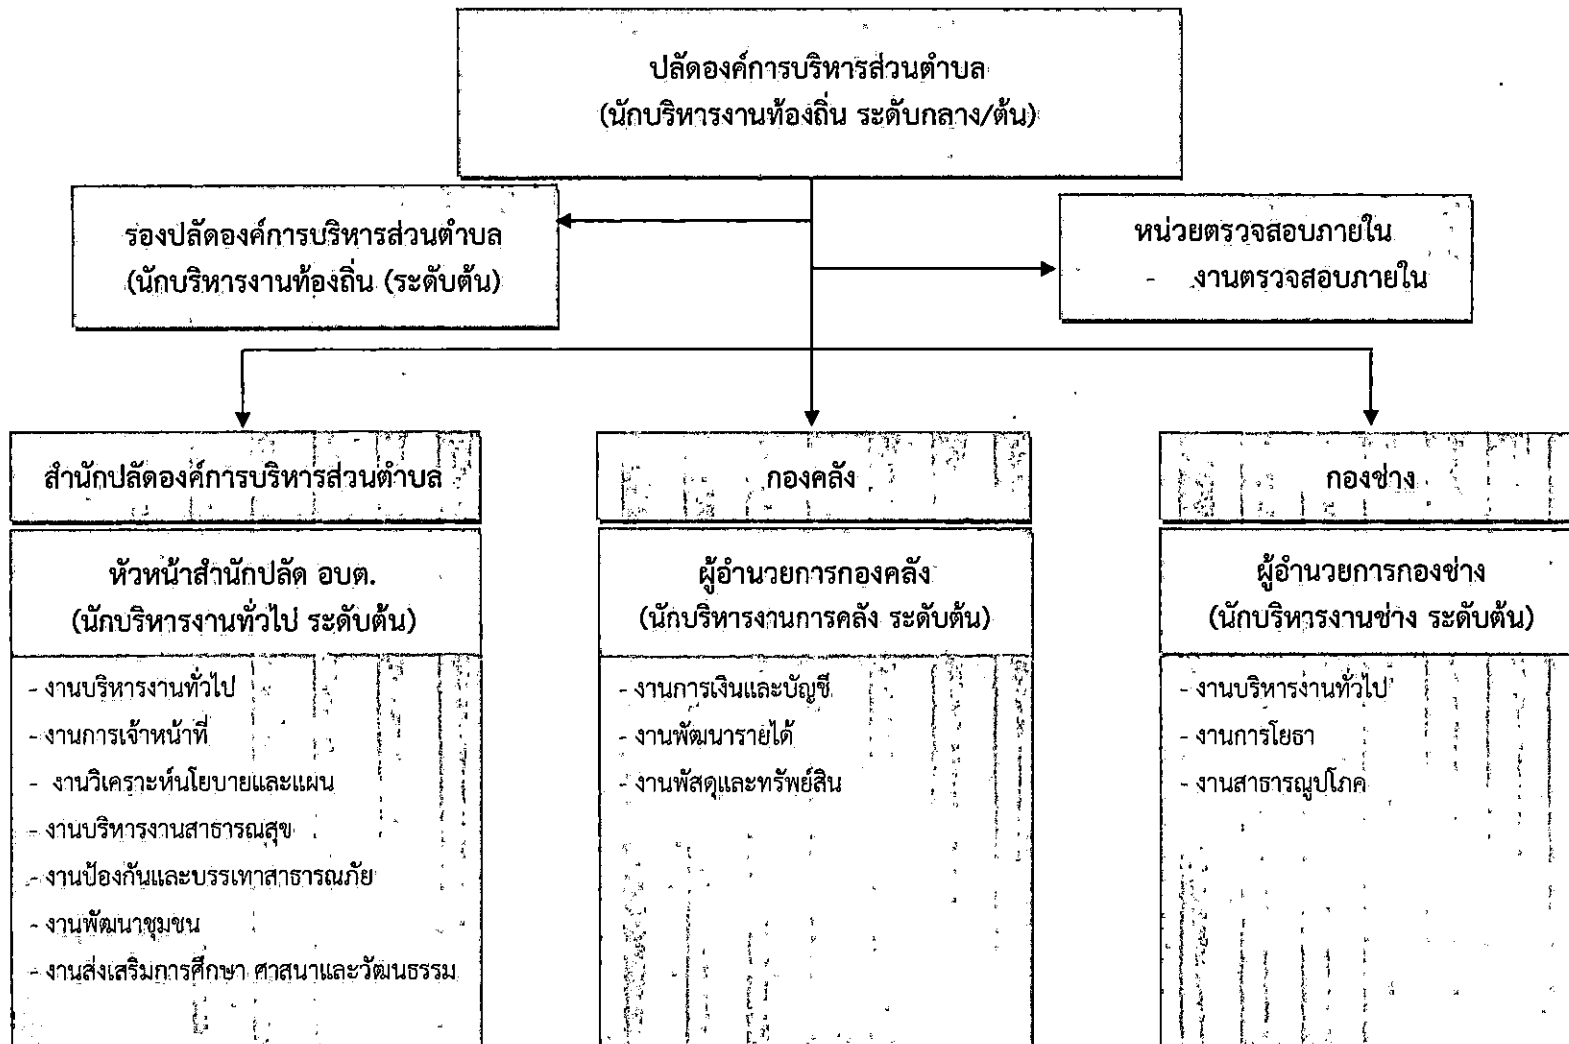 ปลัดองค์การบริหารส่วนตำบล
(นักบริหารงานท้องถิ่น ระดับกลาง/ต้น)
รองปลัดองค์การบริหารส่วนตำบล
(นักบริหารงานท้องถิ่น (ระดับต้น)
หน่วยตรวจสอบภายใน
- งานตรวจสอบภายใน
สำนักปลัดองค์การบริหารส่วนตำบล
หัวหน้าสำนักปลัด อบต.
(นักบริหารงานทั่วไป ระดับต้น)
- งานบริหารงานทั่วไป
- งานการเจ้าหน้าที่
- งานวิเคราะห์นโยบายและแผน
- งานบริหารงานสาธารณสุข
- งานป้องกันและบรรเทาสาธารณภัย
- งานพัฒนาชุมชน
- งานส่งเสริมการศึกษา ศาสนาและวัฒนธรรม
กองคลัง
ผู้อำนวยการกองคลัง
(นักบริหารงานการคลัง ระดับต้น)
- งานการเงินและบัญชี
- งานพัฒนารายได้
- งานพัสดุและทรัพย์สิน
กองช่าง
ผู้อำนวยการกองช่าง
(นักบริหารงานช่าง ระดับต้น)
- งานบริหารงานทั่วไป
- งานการโยธา
- งานสาธารณูปโภค